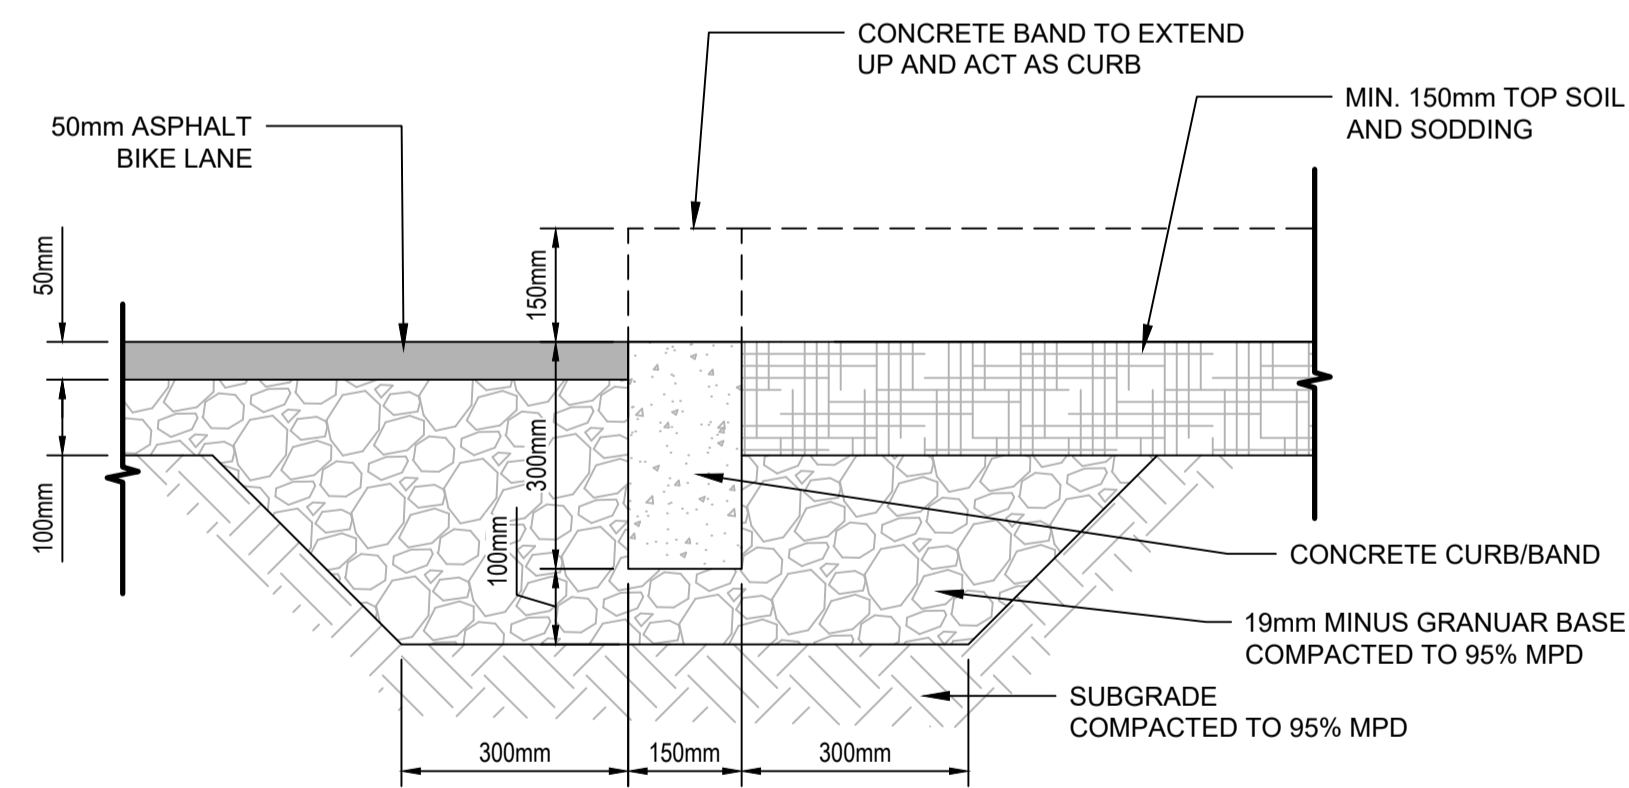 CONCRETE BAND TO EXTEND
UP AND ACT AS CURB
MIN. 150mm TOP SOIL
AND SODDING
50mm ASPHALT
BIKE LANE
50mm
150mm
300mm
100mm
100mm
CONCRETE CURB/BAND
19mm MINUS GRANUAR BASE
COMPACTED TO 95% MPD
SUBGRADE
COMPACTED TO 95% MPD
300mm
150mm
300mm